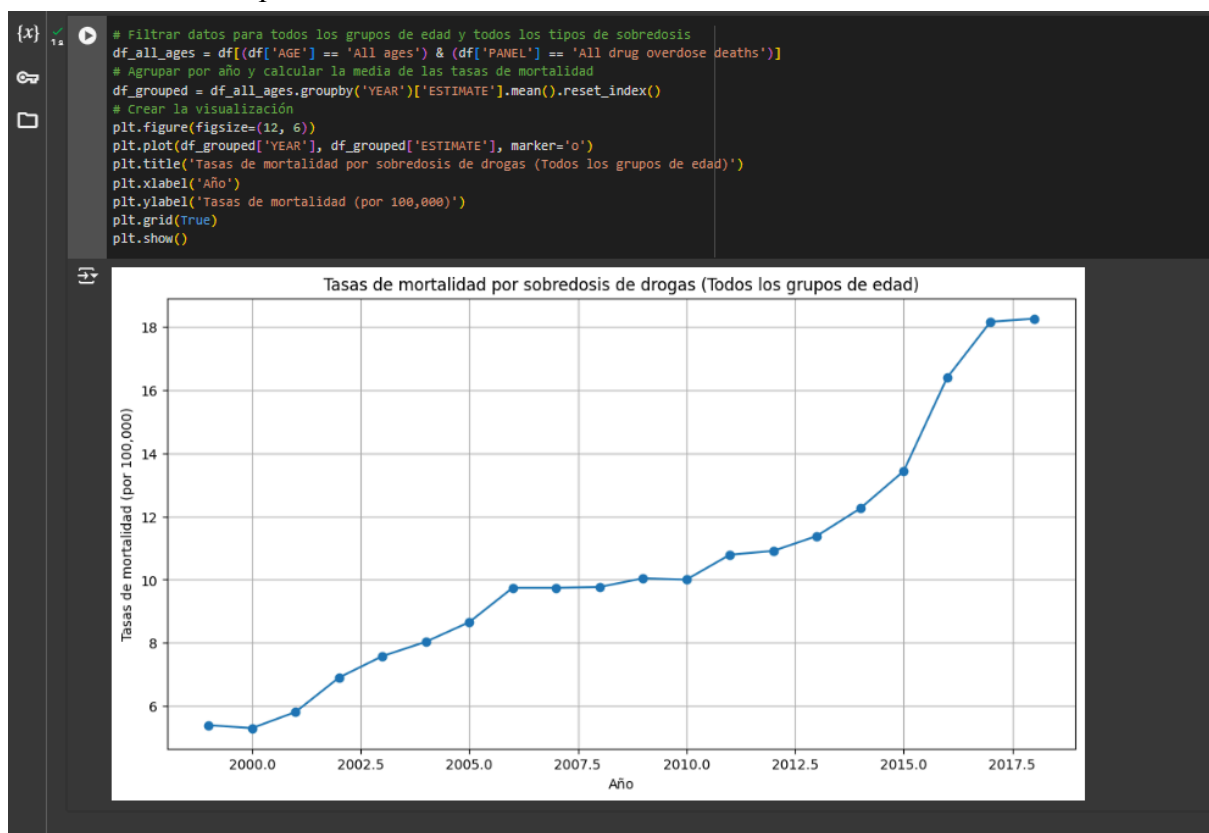 {x}
1s
# Filtrar datos para todos los grupos de edad y todos los tipos de sobredosis
df_all_ages = df[(df['AGE'] == 'All ages') & (df['PANEL'] == 'All drug overdose deaths')]
# Agrupar por año y calcular la media de las tasas de mortalidad
df_grouped = df_all_ages.groupby('YEAR')['ESTIMATE'].mean().reset_index()
# Crear la visualización
plt.figure(figsize=(12, 6))
plt.plot(df_grouped['YEAR'], df_grouped['ESTIMATE'], marker='o')
plt.title('Tasas de mortalidad por sobredosis de drogas (Todos los grupos de edad)')
plt.xlabel('Año')
plt.ylabel('Tasas de mortalidad (por 100,000)')
plt.grid(True)
plt.show()
Tasas de mortalidad por sobredosis de drogas (Todos los grupos de edad)
Tasas de mortalidad (por 100,000)
18
16
14
12
10
8
6
2000.0 2002.5 2005.0 2007.5 2010.0 2012.5 2015.0 2017.5
Año